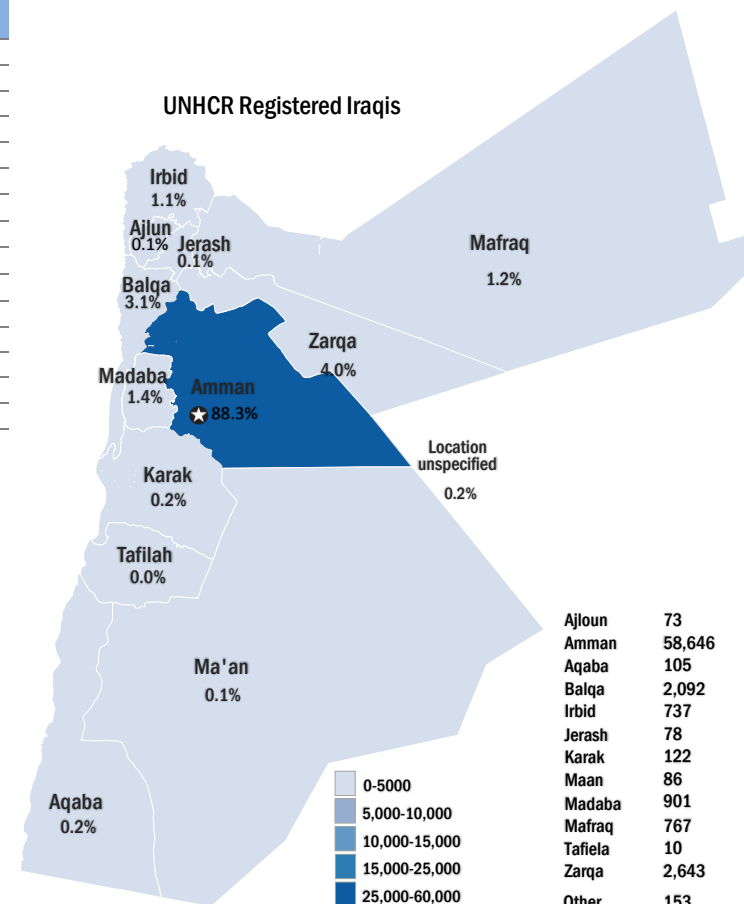 UNHCR Registered Iraqis
Irbid
1.1%
Ajlun
0.1%
Jerash
0.1%
Mafraq
1.2%
Balqa
3.1%
Zarqa
4.0%
Madaba
1.4%
Amman
88.3%
Location
unspecified
0.2%
Karak
0.2%
Tafilah
0.0%
Ma'an
0.1%
Aqaba
0.2%
0-5000
5,000-10,000
10,000-15,000
15,000-25,000
25,000-60,000
Ajloun 73
Amman 58,646
Aqaba 105
Balqa 2,092
Irbid 737
Jerash 78
Karak 122
Maan 86
Madaba 901
Mafraq 767
Tafiela 10
Zarqa 2,643
Other 153